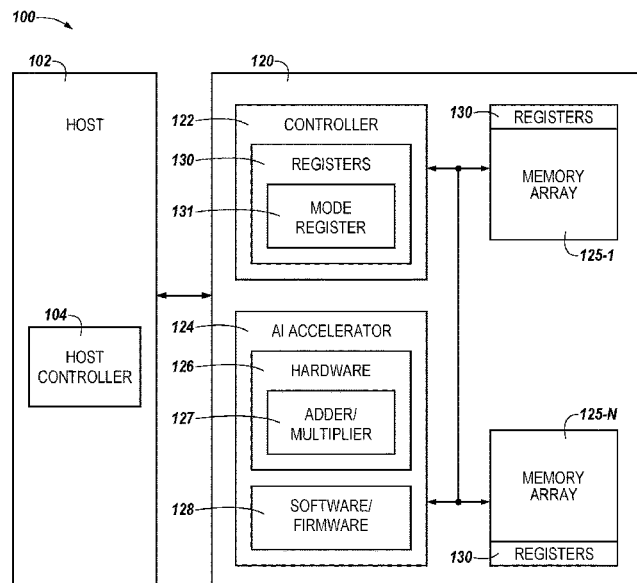 100
102
120
HOST
122
CONTROLLER
130
REGISTERS
131
MODE
REGISTER
130
REGISTERS
MEMORY
ARRAY
125-1
104
HOST
CONTROLLER
124
AI ACCELERATOR
126
HARDWARE
127
ADDER/
MULTIPLIER
128
SOFTWARE/
FIRMWARE
125-N
MEMORY
ARRAY
130
REGISTERS